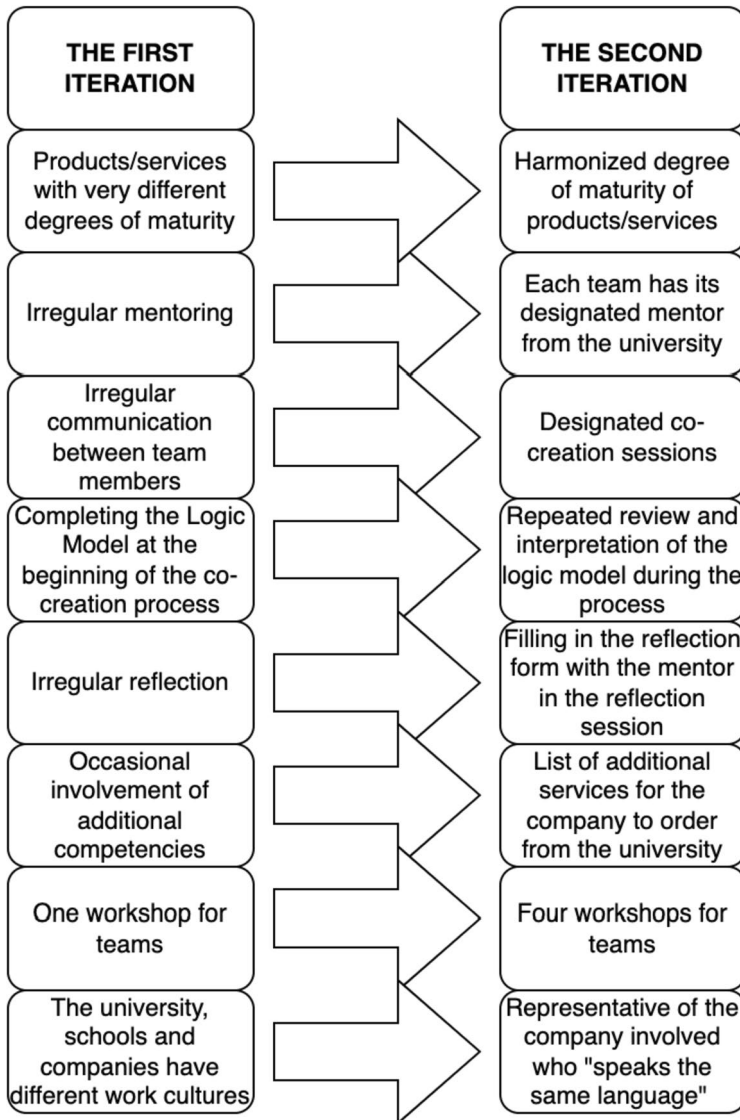 THE FIRST
ITERATION
THE SECOND
ITERATION
Products/services
with very different
degrees of maturity
Harmonized degree
of maturity of
products/services
Irregular mentoring
Each team has its
designated mentor
from the university
Irregular
communication
between team
members
Designated co-
creation sessions
Completing the Logic
Model at the
beginning of the co-
creation process
Repeated review and
interpretation of the
logic model during the
process
Irregular reflection
Filling in the reflection
form with the mentor
in the reflection
session
Occasional
involvement of
additional
competencies
List of additional
services for the
company to order
from the university
One workshop for
teams
Four workshops for
teams
The university,
schools and
companies have
different work cultures
Representative of the
company involved
who "speaks the
same language"